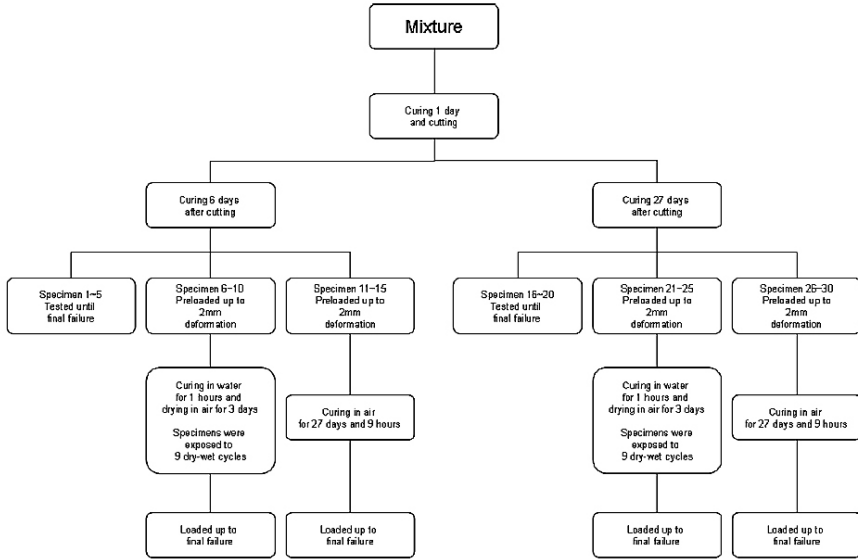 Mixture
Curing 1 day
and cutting
Curing 6 days
after cutting
Curing 27 days
after cutting
Specimen 1~5
Tested until
final failure
Specimen 6-10
Preloaded up to
2mm
deformation
Specimen 11-15
Preloaded up to
2mm
deformation
Specimen 16~20
Tested until
final failure
Specimen 21-25
Preloaded up to
2mm
deformation
Specimen 26-30
Preloaded up to
2mm
deformation
Curing in water
for 1 hours and
drying in air for 3 days
Specimens were
exposed to
9 dry-wet cycles
Curing in air
for 27 days and 9 hours
Curing in water
for 1 hours and
drying in air for 3 days
Specimens were
exposed to
9 dry-wet cycles
Curing in air
for 27 days and 9 hours
Loaded up to
final failure
Loaded up to
final failure
Loaded up to
final failure
Loaded up to
final failure